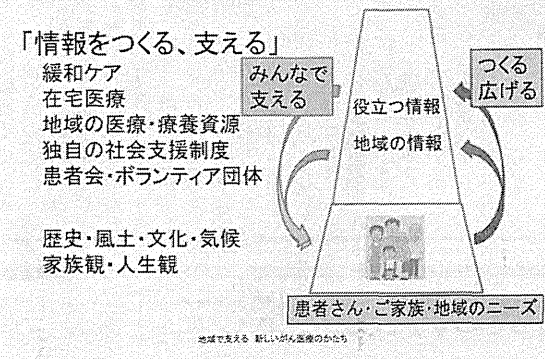 「情報をつくる、支える」
緩和ケア
在宅医療
地域の医療・療養資源
独自の社会支援制度
患者会・ボランティア団体
歴史・風土・文化・気候
家族観・人生観
みんなで
支える
つくる
広げる
役立つ情報
地域の情報
患者さん・ご家族・地域のニーズ
地域で支える 新しいがん医療のかたち